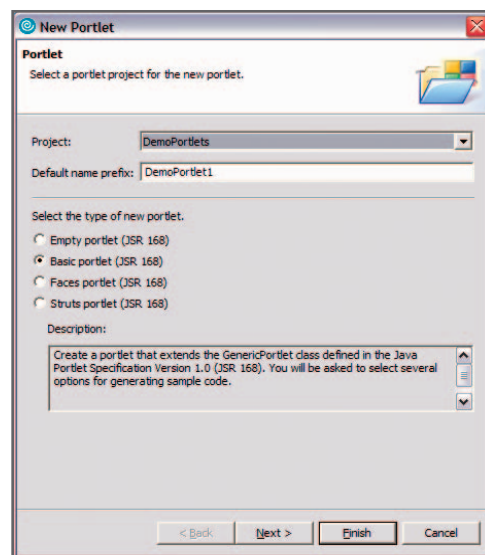 New Portlet
Portlet
Select a portlet project for the new portlet.
Project: DemoPortlets
Default name prefix: DemoPortlet1
Select the type of new portlet.
Empty portlet (JSR 168)
Basic portlet (JSR 168)
Faces portlet (JSR 168)
Struts portlet (JSR 168)
Description:
Create a portlet that extends the GenericPortlet class defined in the Java
Portlet Specification Version 1.0 (JSR 168). You will be asked to select several
options for generating sample code.
< Back Next > Finish Cancel